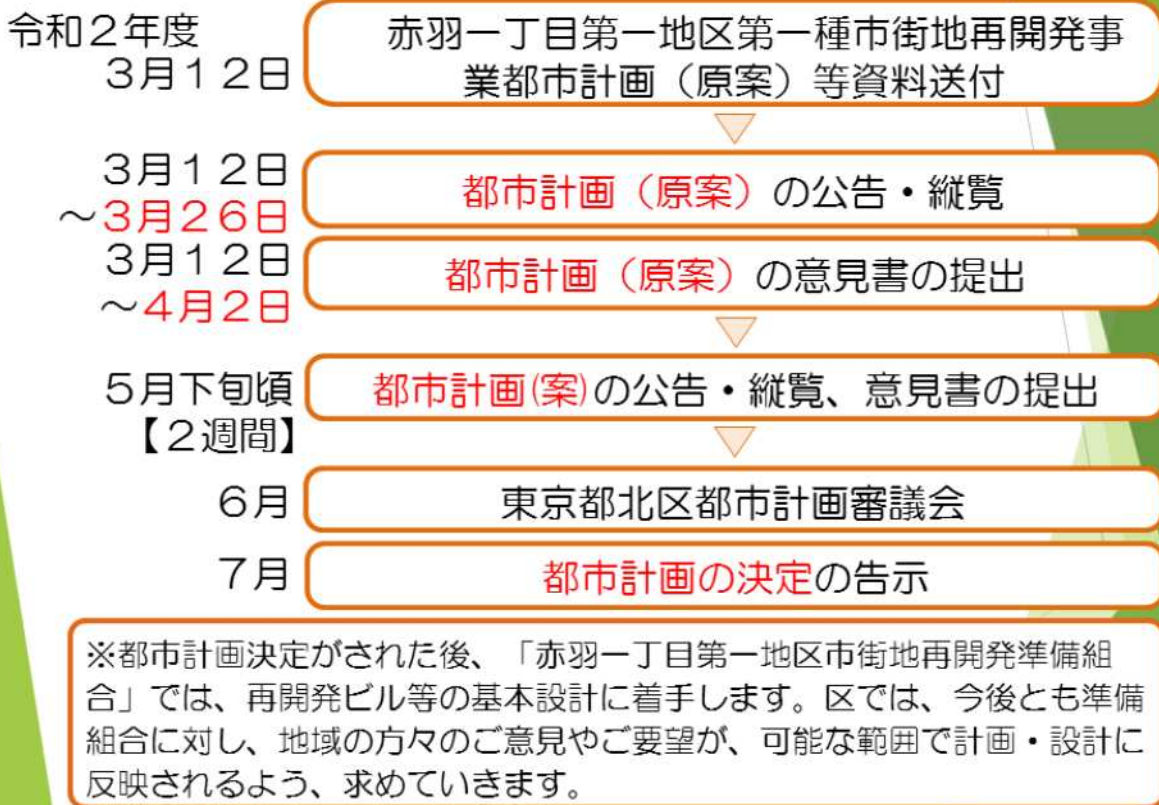 令和２年度
３月１２日
赤羽一丁目第一地区第一種市街地再開発事
業都市計画（原案）等資料送付
３月１２日
～３月２６日
都市計画（原案）の公告・縦覧
３月１２日
～４月２日
都市計画（原案）の意見書の提出
５月下旬頃
【２週間】
都市計画(案)の公告・縦覧、意見書の提出
６月
東京都北区都市計画審議会
７月
都市計画の決定の告示
※都市計画決定がされた後、「赤羽一丁目第一地区市街地再開発準備組
合」では、再開発ビル等の基本設計に着手します。区では、今後とも準備
組合に対し、地域の方々のご意見やご要望が、可能な範囲で計画・設計に
反映されるよう、求めていきます。